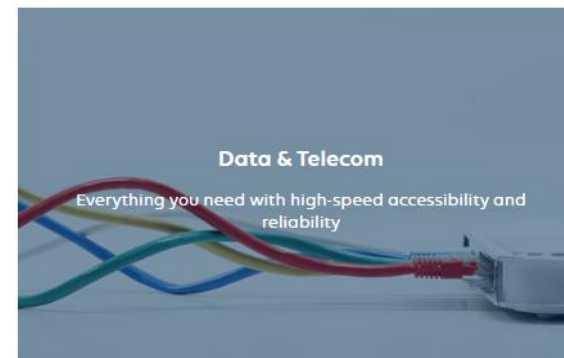 Data & Telecom
Everything you need with high-speed accessibility and
reliability